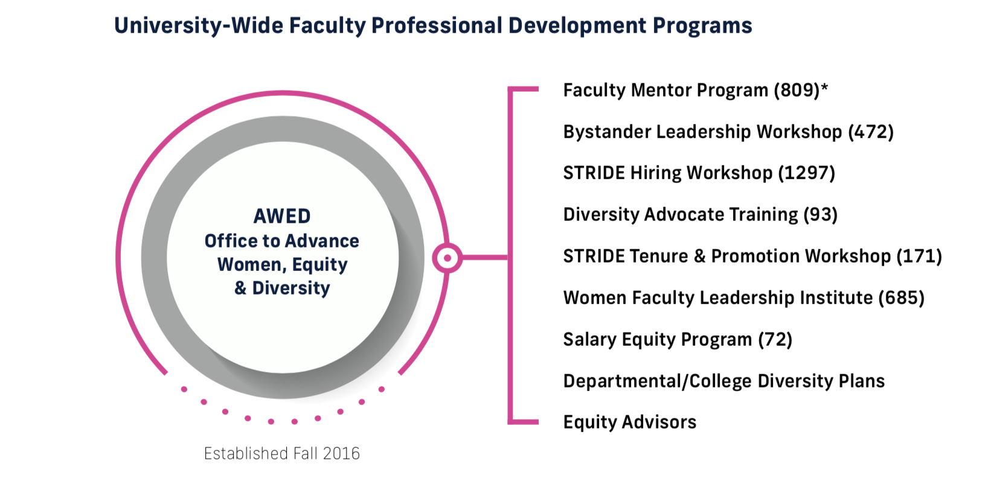 University-Wide Faculty Professional Development Programs
AWED
Office to Advance
Women, Equity
& Diversity
Established Fall 2016
Faculty Mentor Program (809)*
Bystander Leadership Workshop (472)
STRIDE Hiring Workshop (1297)
Diversity Advocate Training (93)
STRIDE Tenure & Promotion Workshop (171)
Women Faculty Leadership Institute (685)
Salary Equity Program (72)
Departmental/College Diversity Plans
Equity Advisors